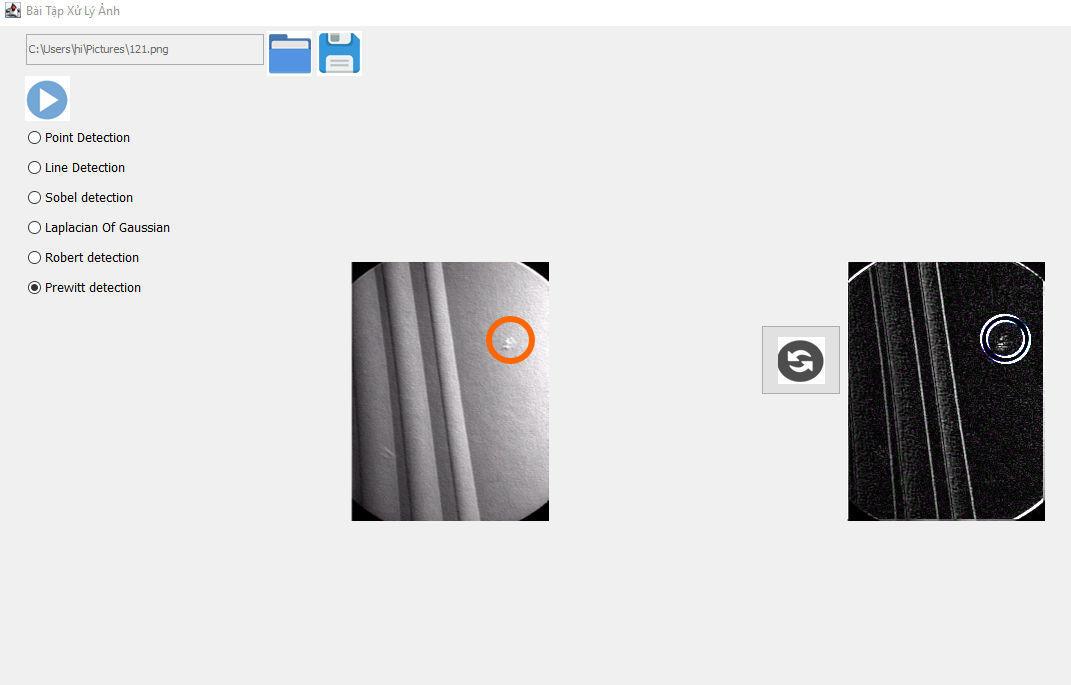 Bài Tập Xử Lý Ảnh
C:\Users\hi\Pictures\121.png
Point Detection
Line Detection
Sobel detection
Laplacian Of Gaussian
Robert detection
Prewitt detection